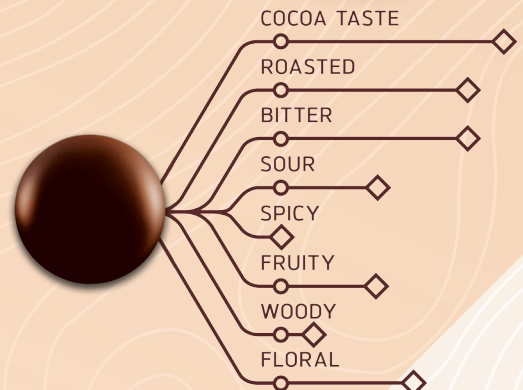 COCOA TASTE
ROASTED
BITTER
SOUR
SPICY
FRUITY
WOODY
FLORAL